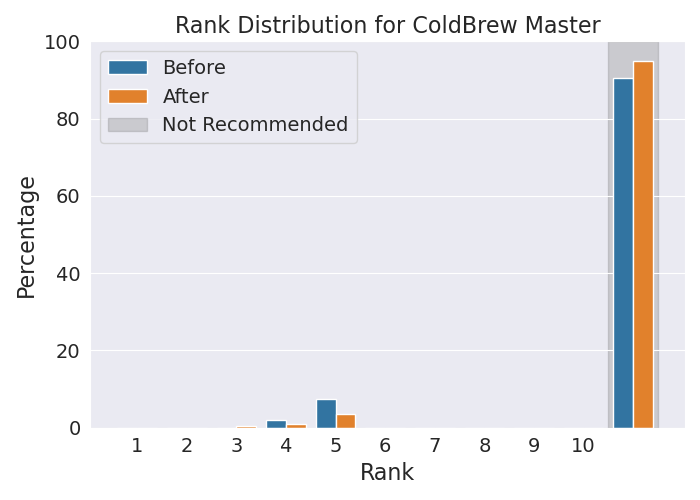 Rank Distribution for ColdBrew Master
100
80
60
40
20
0
Percentage
Before
After
Not Recommended
1 2 3 4 5 6 7 8 9 10
Rank